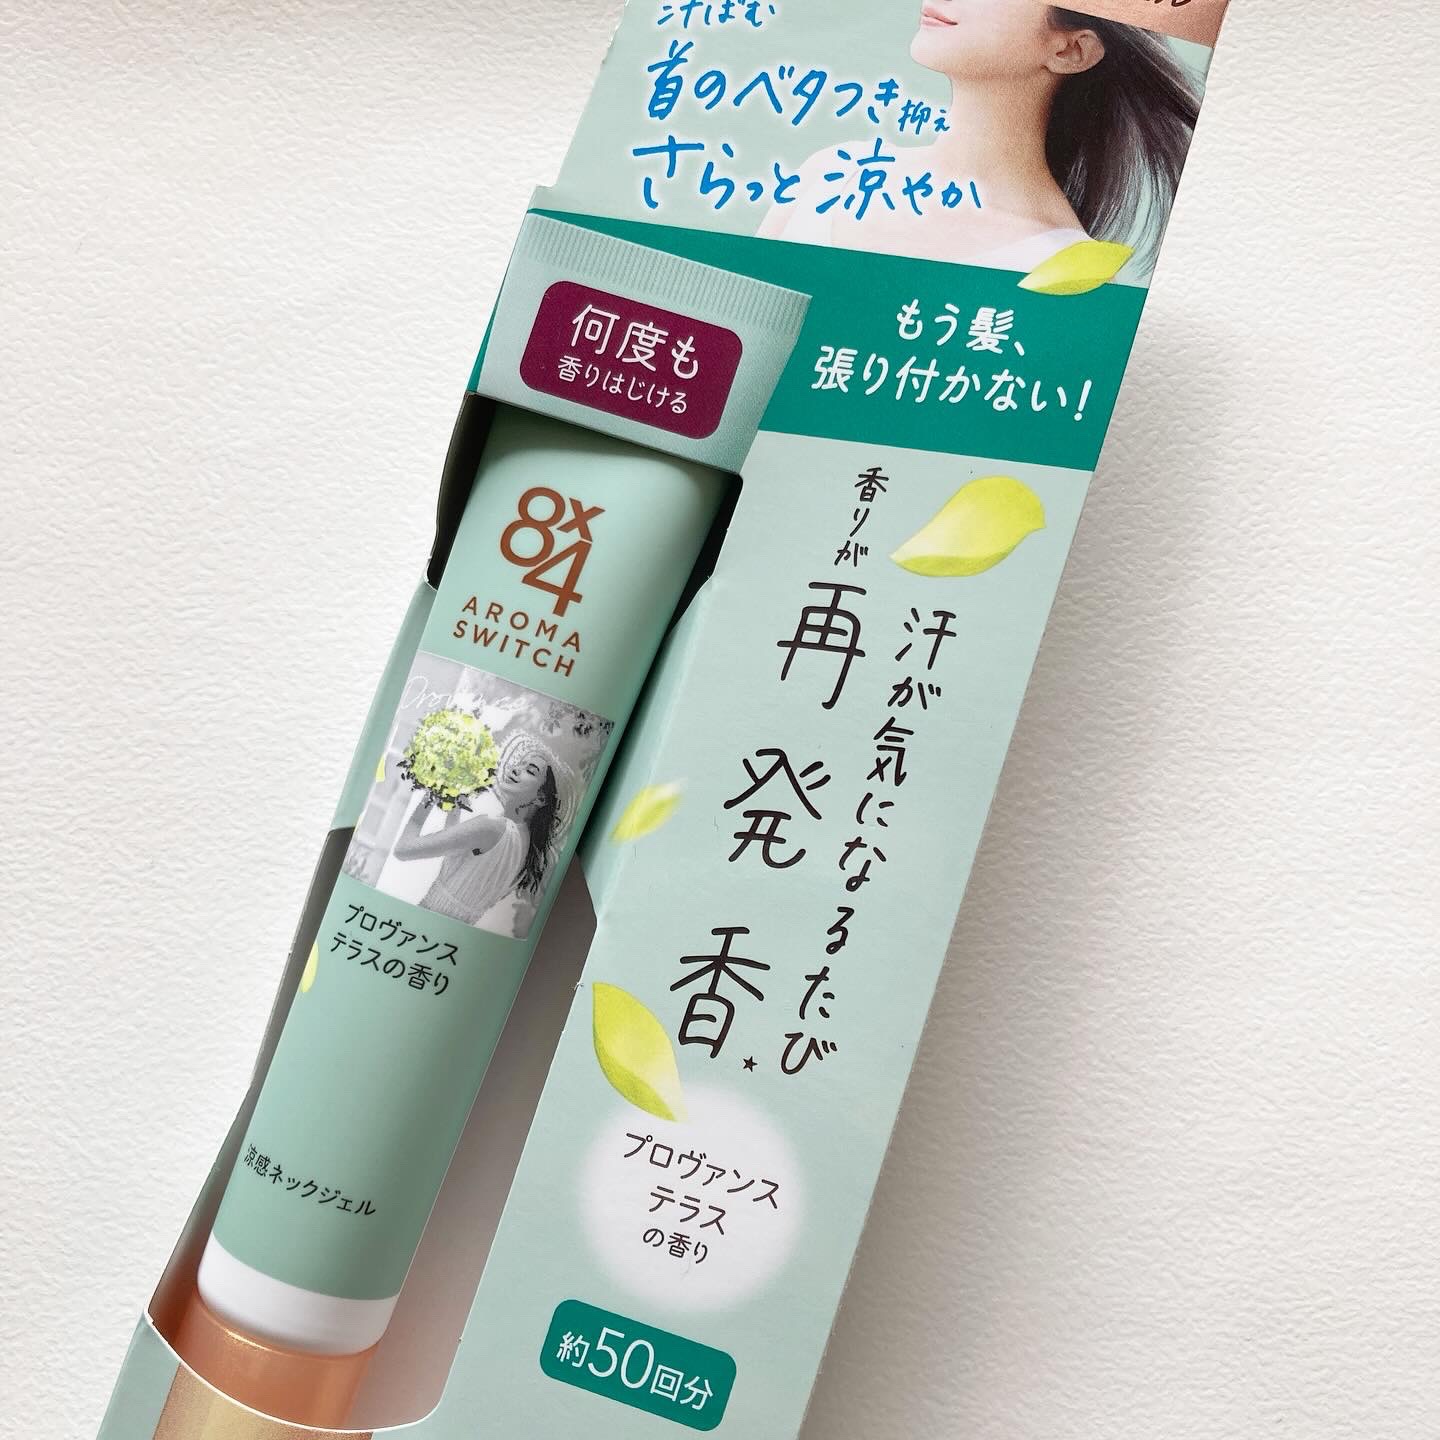 汗ばむ
首のベタつき抑え
さらっと涼やか
もう髪、
張り付かない!
何度も
香りはじける
8x4
AROMA
SWITCH
Provence
プロヴァンス
テラスの香り
涼感ネックジェル
汗が気になるたび
香りが
再発香*
プロヴァンス
テラス
の香り
約50回分